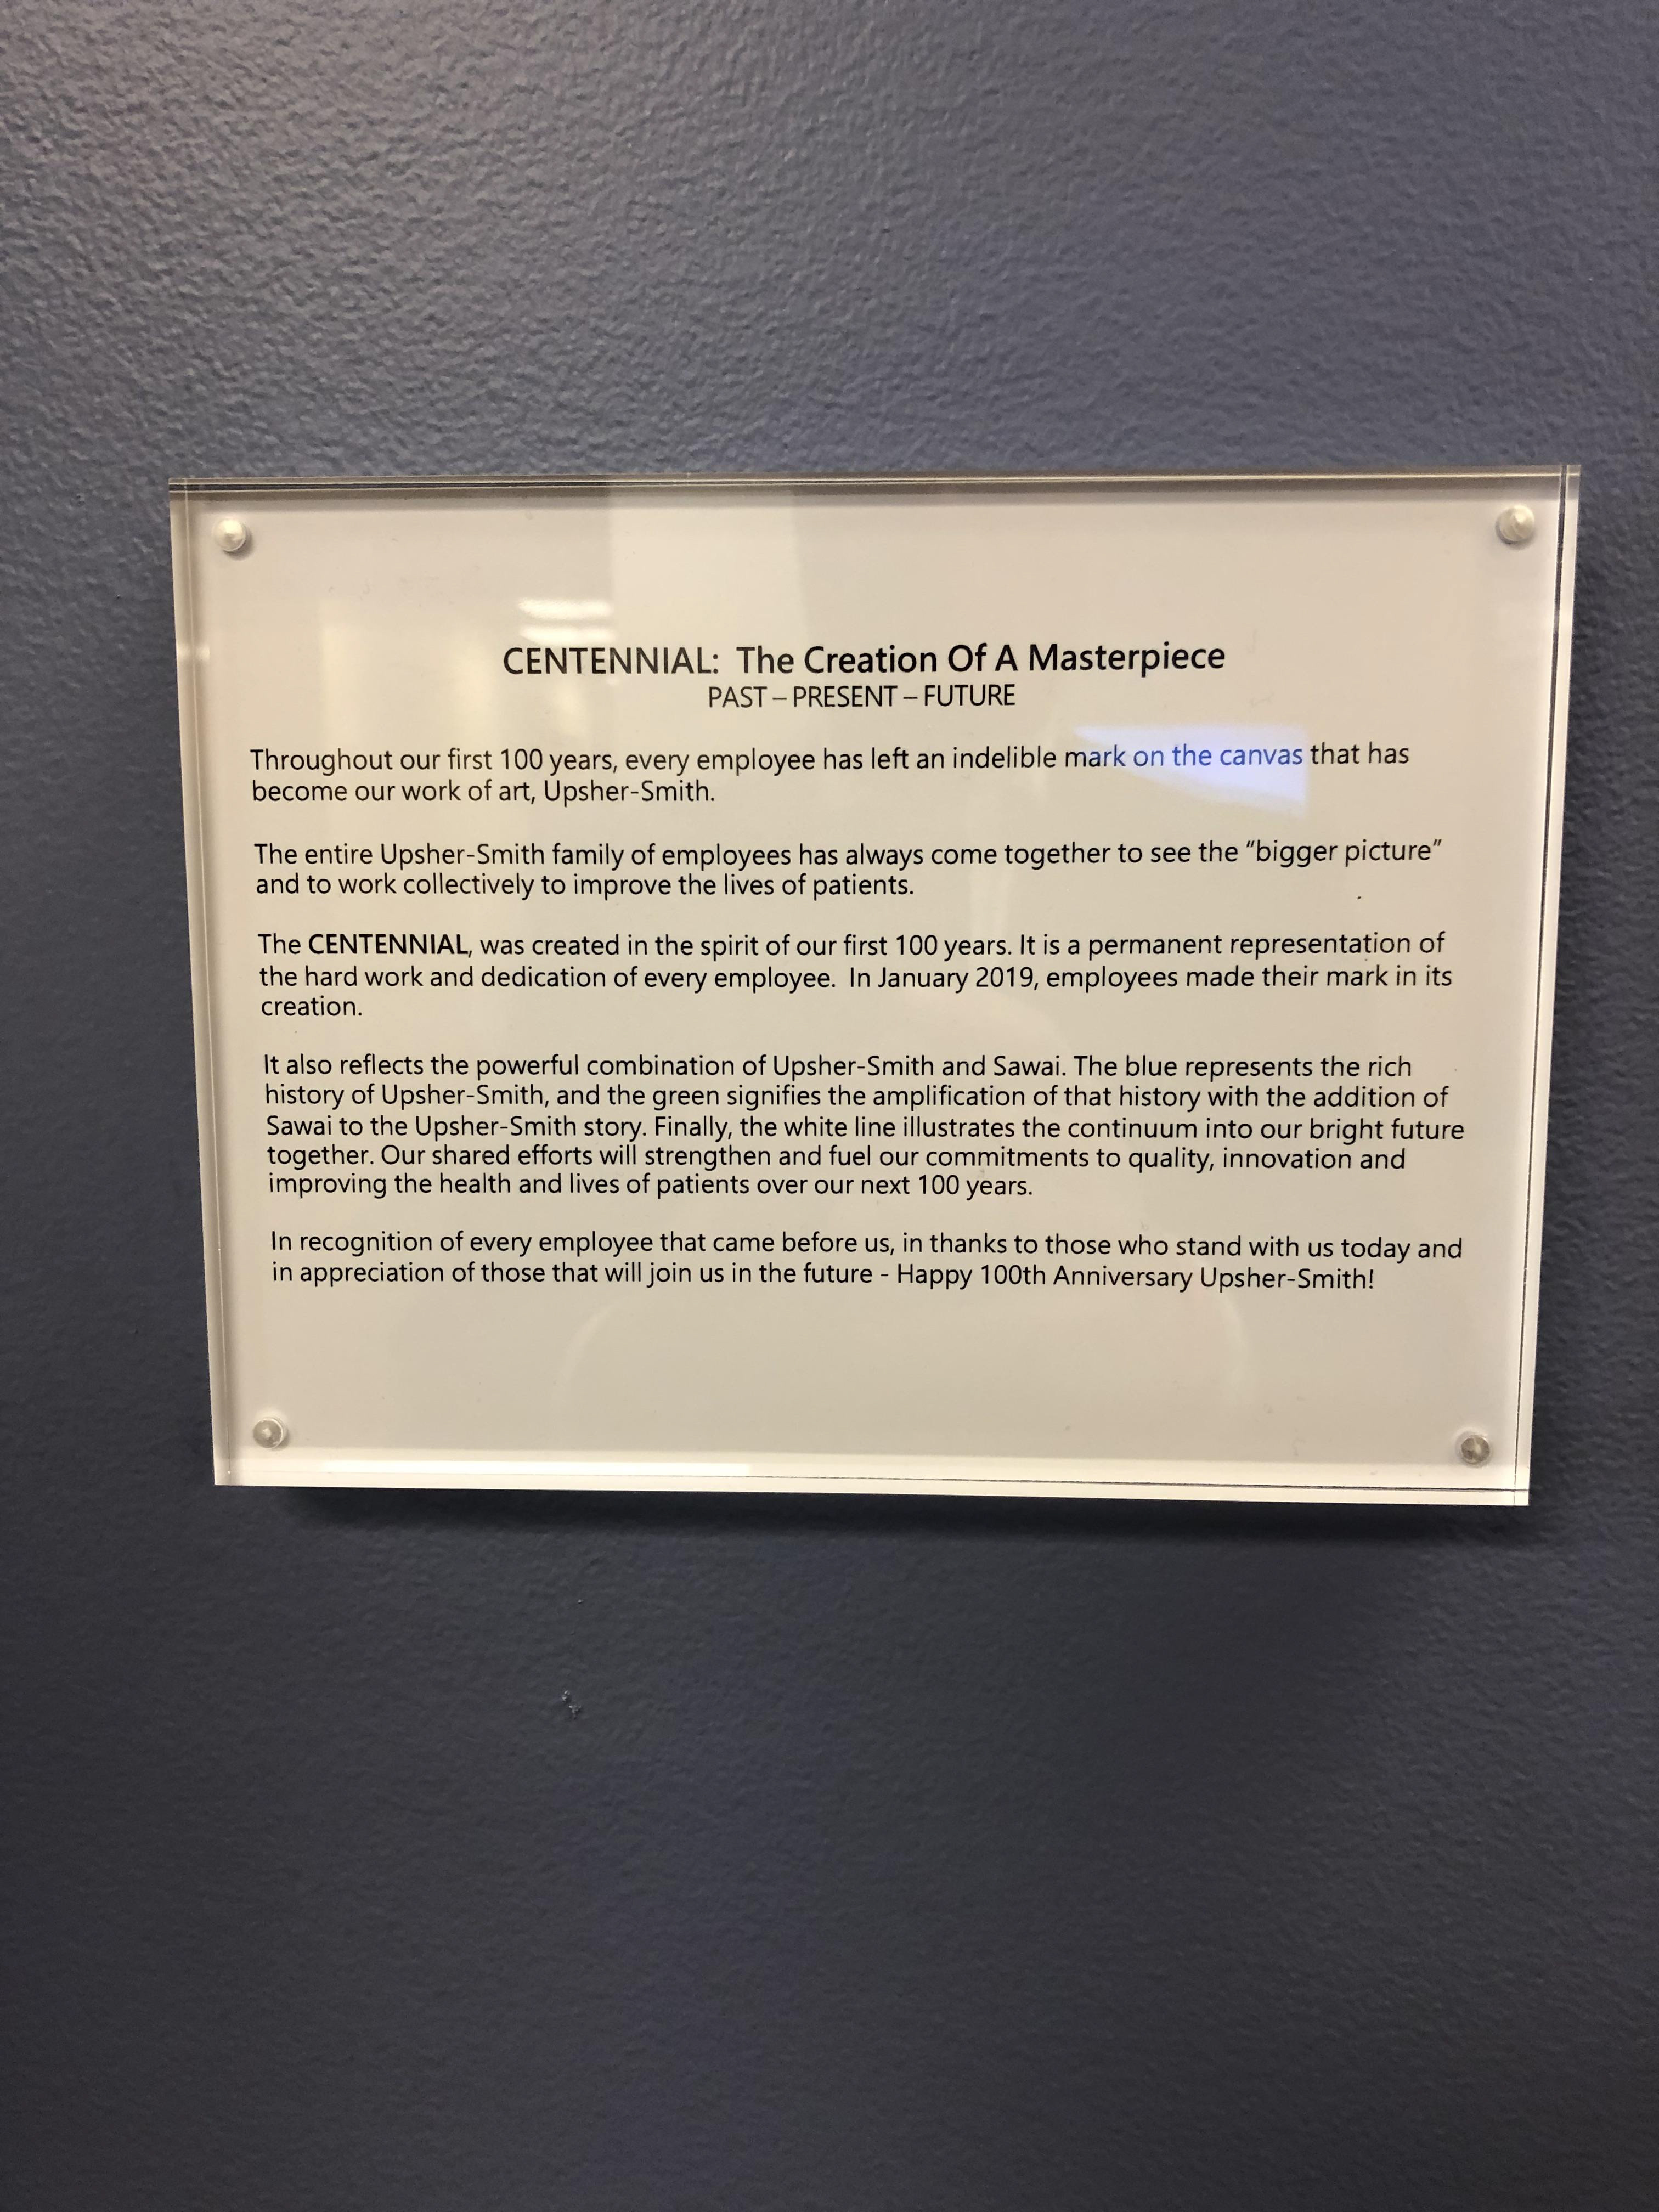 CENTENNIAL: The Creation Of A Masterpiece
PAST – PRESENT – FUTURE
Throughout our first 100 years, every employee has left an indelible mark on the canvas that has
become our work of art, Upsher-Smith.
The entire Upsher-Smith family of employees has always come together to see the “bigger picture”
and to work collectively to improve the lives of patients.
The CENTENNIAL, was created in the spirit of our first 100 years. It is a permanent representation of
the hard work and dedication of every employee. In January 2019, employees made their mark in its
creation.
It also reflects the powerful combination of Upsher-Smith and Sawai. The blue represents the rich
history of Upsher-Smith, and the green signifies the amplification of that history with the addition of
Sawai to the Upsher-Smith story. Finally, the white line illustrates the continuum into our bright future
together. Our shared efforts will strengthen and fuel our commitments to quality, innovation and
improving the health and lives of patients over our next 100 years.
In recognition of every employee that came before us, in thanks to those who stand with us today and
in appreciation of those that will join us in the future - Happy 100th Anniversary Upsher-Smith!